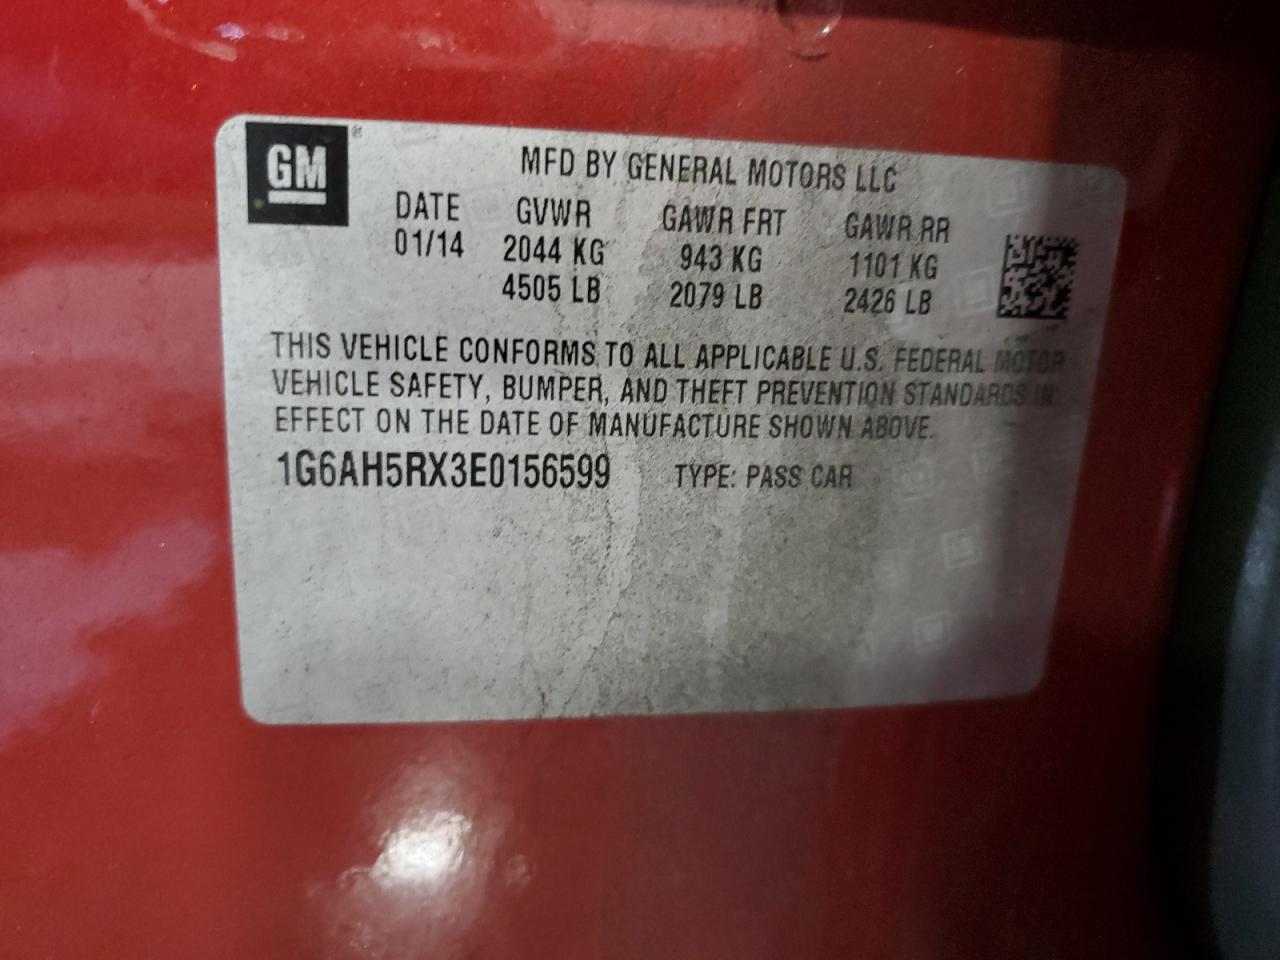 GM®
MFD BY GENERAL MOTORS LLC
DATE GVWR GAWR FRT GAWR RR
01/14 2044 KG 943 KG 1101 KG
4505 LB 2079 LB 2426 LB
THIS VEHICLE CONFORMS TO ALL APPLICABLE U.S. FEDERAL MOTOR
VEHICLE SAFETY, BUMPER, AND THEFT PREVENTION STANDARDS IN
EFFECT ON THE DATE OF MANUFACTURE SHOWN ABOVE.
1G6AH5RX3E0156599 TYPE: PASS CAR